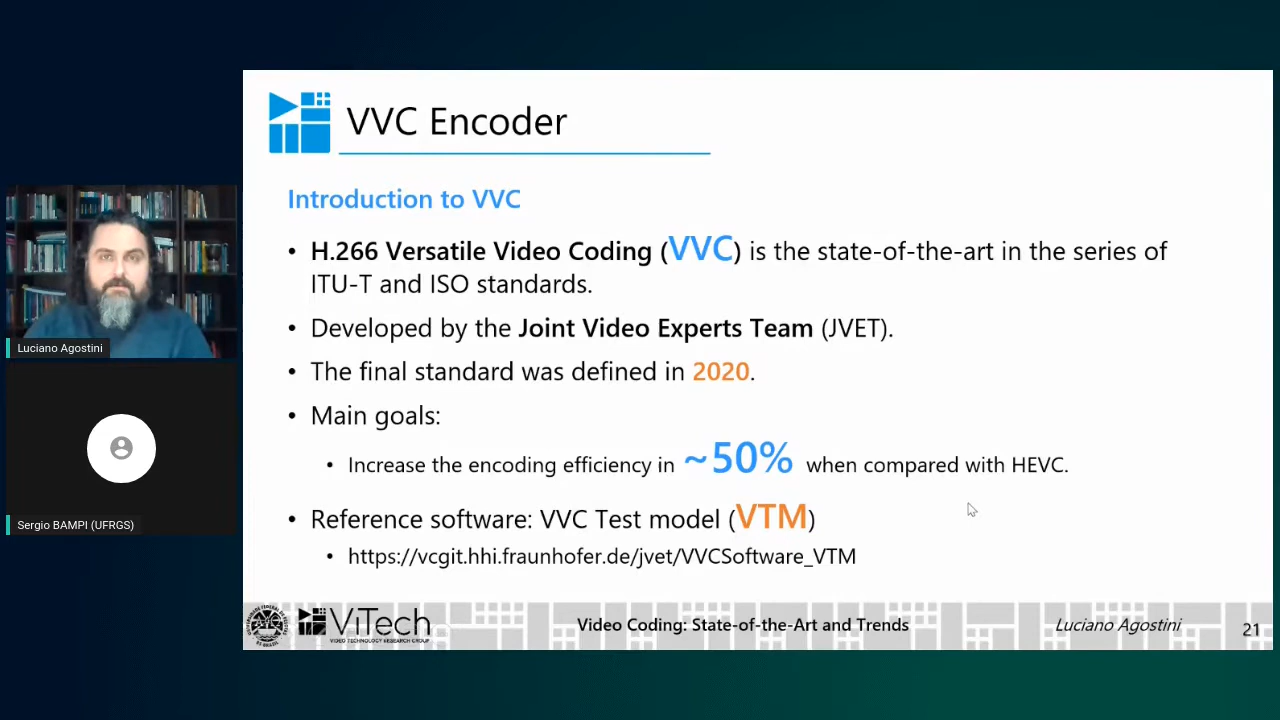 VVC Encoder
Introduction to VVC
• H.266 Versatile Video Coding (VVC) is the state-of-the-art in the series of
ITU-T and ISO standards.
• Developed by the Joint Video Experts Team (JVET).
• The final standard was defined in 2020.
• Main goals:
• Increase the encoding efficiency in ~50% when compared with HEVC.
• Reference software: VVC Test model (VTM)
• https://vcgit.hhi.fraunhofer.de/jvet/VVCSoftware_VTM
Luciano Agostini
Sergio BAMPI (UFRGS)
ViTech
VIDEO TECHNOLOGY RESEARCH GROUP
Video Coding: State-of-the-Art and Trends
Luciano Agostini
21